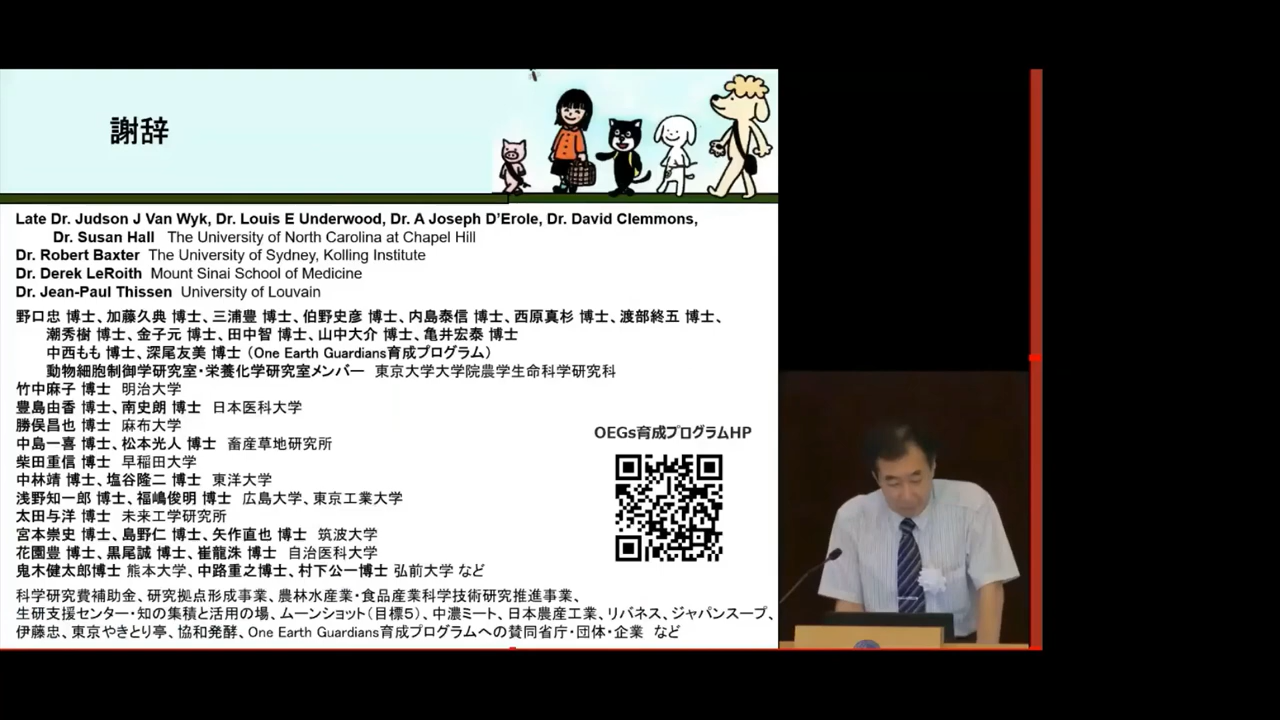 謝辞
Late Dr. Judson J Van Wyk, Dr. Louis E Underwood, Dr. A Joseph D'Erole, Dr. David Clemmons,
Dr. Susan Hall The University of North Carolina at Chapel Hill
Dr. Robert Baxter The University of Sydney, Kolling Institute
Dr. Derek LeRoith Mount Sinai School of Medicine
Dr. Jean-Paul Thissen University of Louvain
野口忠 博士、加藤久典 博士、三浦豊 博士、伯野史彦 博士、内島泰信 博士、西原真杉 博士、渡部終五 博士、
潮秀樹 博士、金子元 博士、田中智 博士、山中大介 博士、亀井宏泰 博士
中西もも 博士、深尾友美 博士（One Earth Guardians育成プログラム）
動物細胞制御学研究室・栄養化学研究室メンバー 東京大学大学院農学生命科学研究科
竹中麻子 博士 明治大学
豊島由香 博士、南史朗 博士 日本医科大学
勝俣昌也 博士 麻布大学
中島一喜 博士、松本光人 博士 畜産草地研究所
柴田重信 博士 早稲田大学
中林靖 博士、塩谷隆二 博士 東洋大学
浅野知一郎 博士、福嶋俊明 博士 広島大学、東京工業大学
太田与洋 博士 未来工学研究所
宮本崇史 博士、島野仁 博士、矢作直也 博士 筑波大学
花園豊 博士、黒尾誠 博士、崔龍洙 博士 自治医科大学
鬼木健太郎博士 熊本大学、中路重之博士、村下公一博士 弘前大学 など
OEGs育成プログラムHP
科学研究費補助金、研究拠点形成事業、農林水産業・食品産業科学技術研究推進事業、
生研支援センター・知の集積と活用の場、ムーンショット（目標５）、中濃ミート、日本農産工業、リバネス、ジャパンスープ、
伊藤忠、東京やきとり亭、協和発酵、One Earth Guardians育成プログラムへの賛同省庁・団体・企業 など